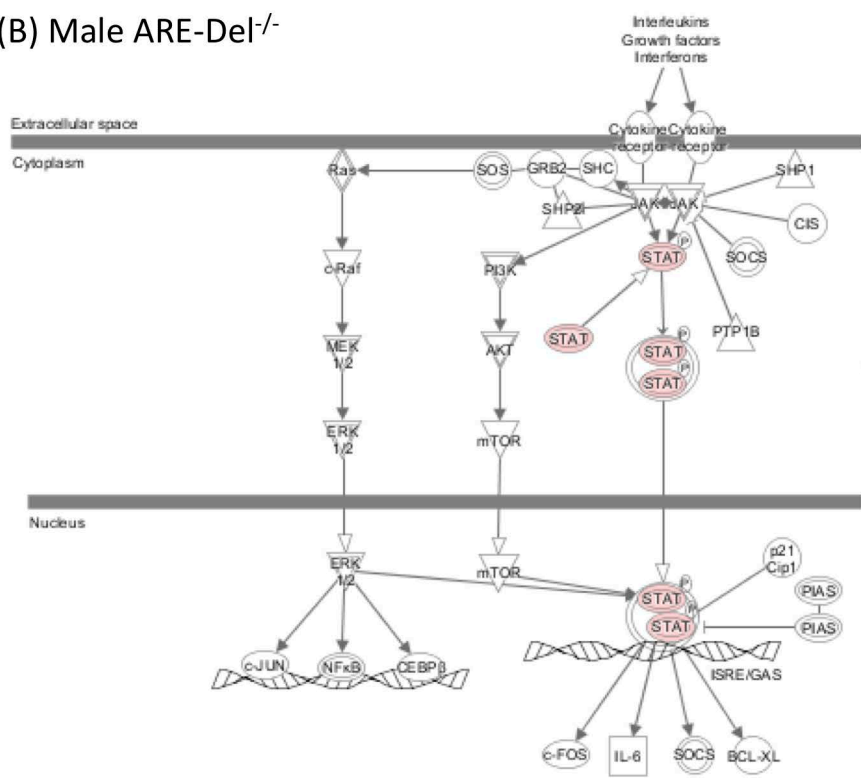 (B) Male ARE-Del-/-
Interleukins
Growth factors
Interferons
Extracellular space
Cytokine
receptor
Cytokine
receptor
Cytoplasm
Ras
SOS
GRB2
SHC
SHP1
SHP2
JAK
JAK
CIS
P
STAT
SOCS
c-Raf
PI3K
STAT
PTP1B
MEK
1/2
AKT
P
STAT
P
STAT
ERK
1/2
mTOR
Nucleus
ERK
1/2
mTOR
p21
Cip1
P
STAT
P
STAT
PIAS
PIAS
c-JUN
NFκB
CEBPβ
ISRE/GAS
c-FOS
IL-6
SOCS
BCL-XL